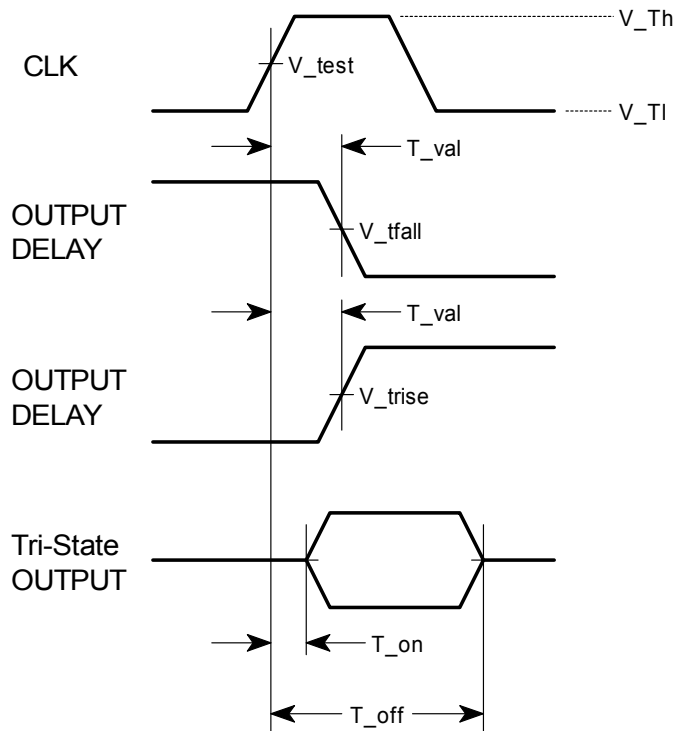 V_Th
CLK
V_test
V_Tl
T_val
OUTPUT
DELAY
V_tfall
T_val
OUTPUT
DELAY
V_trise
Tri-State
OUTPUT
T_on
T_off